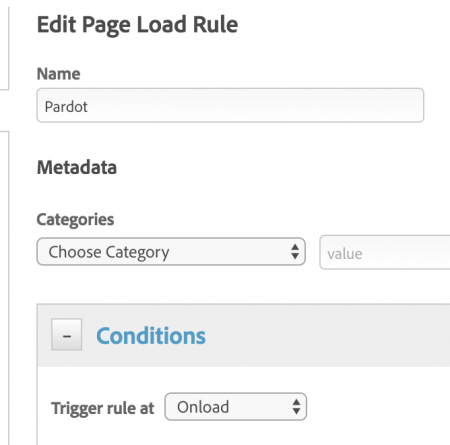 Edit Page Load Rule
Name
Pardot
Metadata
Categories
Choose Category value
- Conditions
Trigger rule at Onload